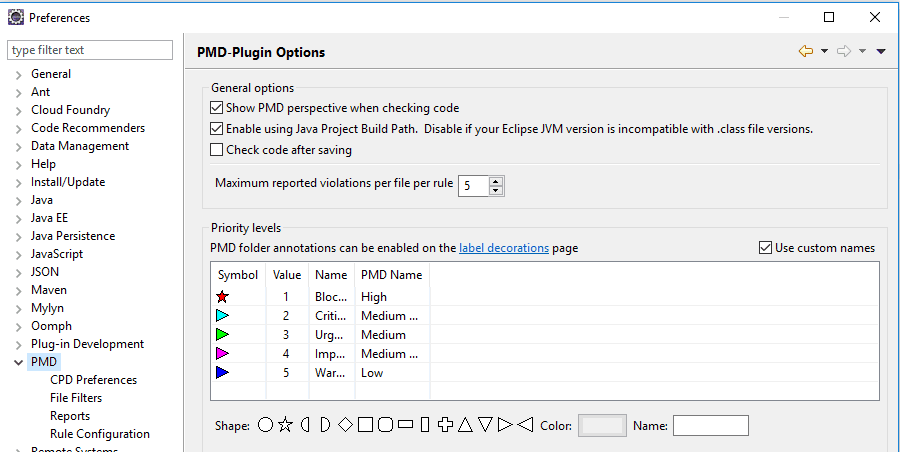 Preferences
type filter text
General
Ant
Cloud Foundry
Code Recommenders
Data Management
Help
Install/Update
Java
Java EE
Java Persistence
JavaScript
JSON
Maven
Mylyn
Oomph
Plug-in Development
PMD
CPD Preferences
File Filters
Reports
Rule Configuration
Remote Systems
PMD-Plugin Options
General options
Show PMD perspective when checking code
Enable using Java Project Build Path. Disable if your Eclipse JVM version is incompatible with .class file versions.
Check code after saving
Maximum reported violations per file per rule 5
Priority levels
PMD folder annotations can be enabled on the label decorations page Use custom names
Symbol Value Name PMD Name
1 Bloc... High
2 Criti... Medium ...
3 Urg... Medium
4 Imp... Medium ...
5 War... Low
Shape: Color: Name: